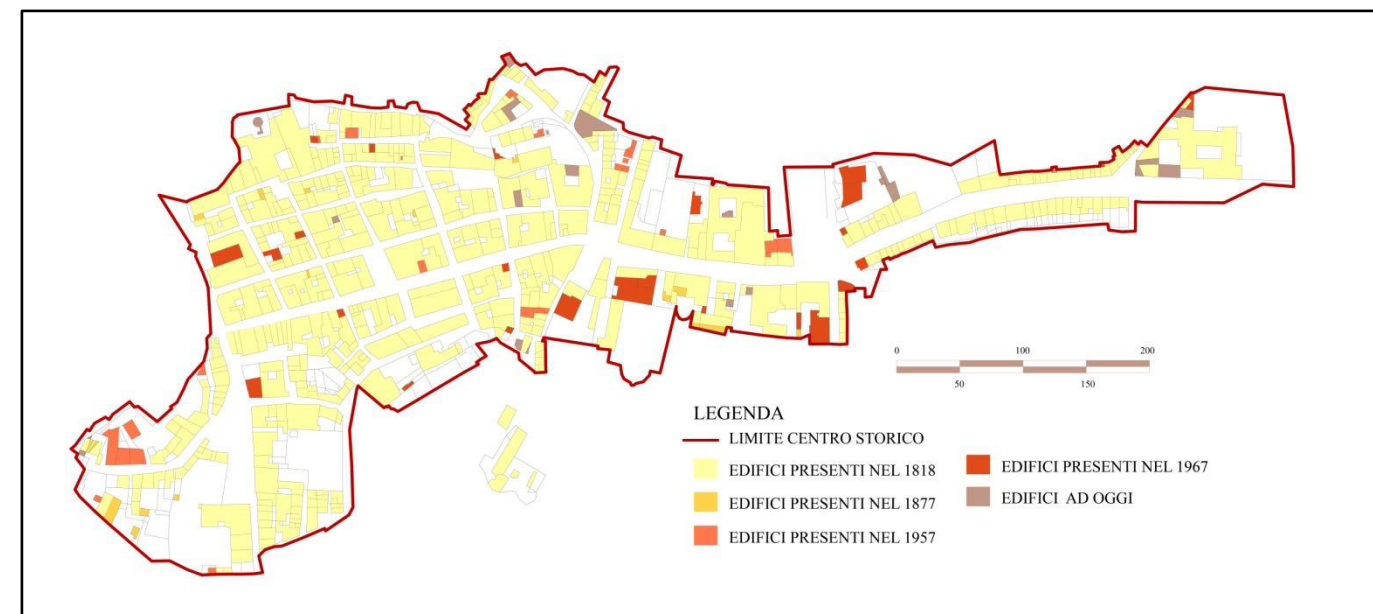 0 100 200
50 150
LEGENDA
LIMITE CENTRO STORICO
EDIFICI PRESENTI NEL 1818
EDIFICI PRESENTI NEL 1877
EDIFICI PRESENTI NEL 1957
EDIFICI PRESENTI NEL 1967
EDIFICI AD OGGI